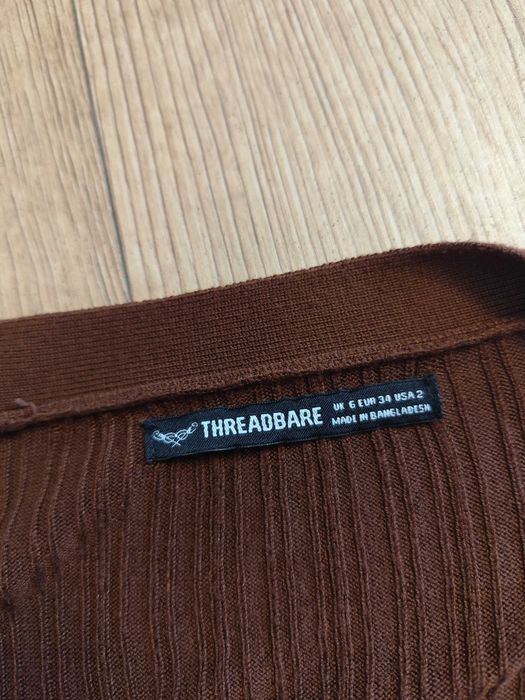 THREADBARE
UK 6 EUR 34 USA 2
MADE IN BANGLADESH